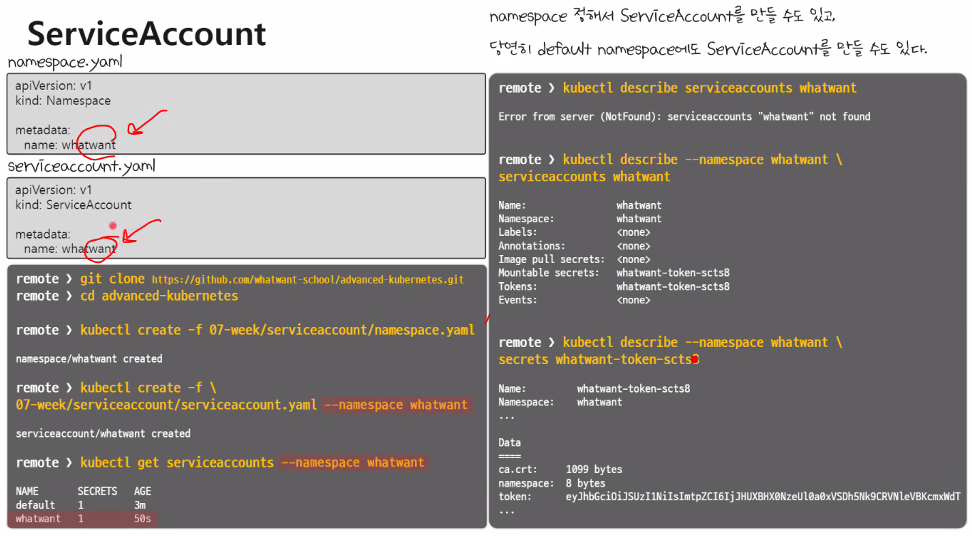 ServiceAccount
namespace.yaml
apiVersion: v1
kind: Namespace
metadata:
name: whatwant
serviceaccount.yaml
apiVersion: v1
kind: ServiceAccount
metadata:
name: whatwant
remote ❯ git clone https://github.com/whatwant-school/advanced-kubernetes.git
remote ❯ cd advanced-kubernetes
remote ❯ kubectl create -f 07-week/serviceaccount/namespace.yaml
namespace/whatwant created
remote ❯ kubectl create -f \
07-week/serviceaccount/serviceaccount.yaml --namespace whatwant
serviceaccount/whatwant created
remote ❯ kubectl get serviceaccounts --namespace whatwant
NAME SECRETS AGE
default 1 3m
whatwant 1 50s
namespace 정해서 ServiceAccount를 만들 수도 있고,
당연히 default namespace에도 ServiceAccount를 만들 수도 있다.
remote ❯ kubectl describe serviceaccounts whatwant
Error from server (NotFound): serviceaccounts "whatwant" not found
remote ❯ kubectl describe --namespace whatwant \
serviceaccounts whatwant
Name: whatwant
Namespace: whatwant
Labels: <none>
Annotations: <none>
Image pull secrets: <none>
Mountable secrets: whatwant-token-scts8
Tokens: whatwant-token-scts8
Events: <none>
remote ❯ kubectl describe --namespace whatwant \
secrets whatwant-token-scts8
Name: whatwant-token-scts8
Namespace: whatwant
...
Data
====
ca.crt: 1099 bytes
namespace: 8 bytes
token: eyJhbGciOiJSUzI1NiIsImtpZCI6IjJHUXBHX0NzeUl0a0xVSDh5Nk9CRVNleVBKcmxWdT
...